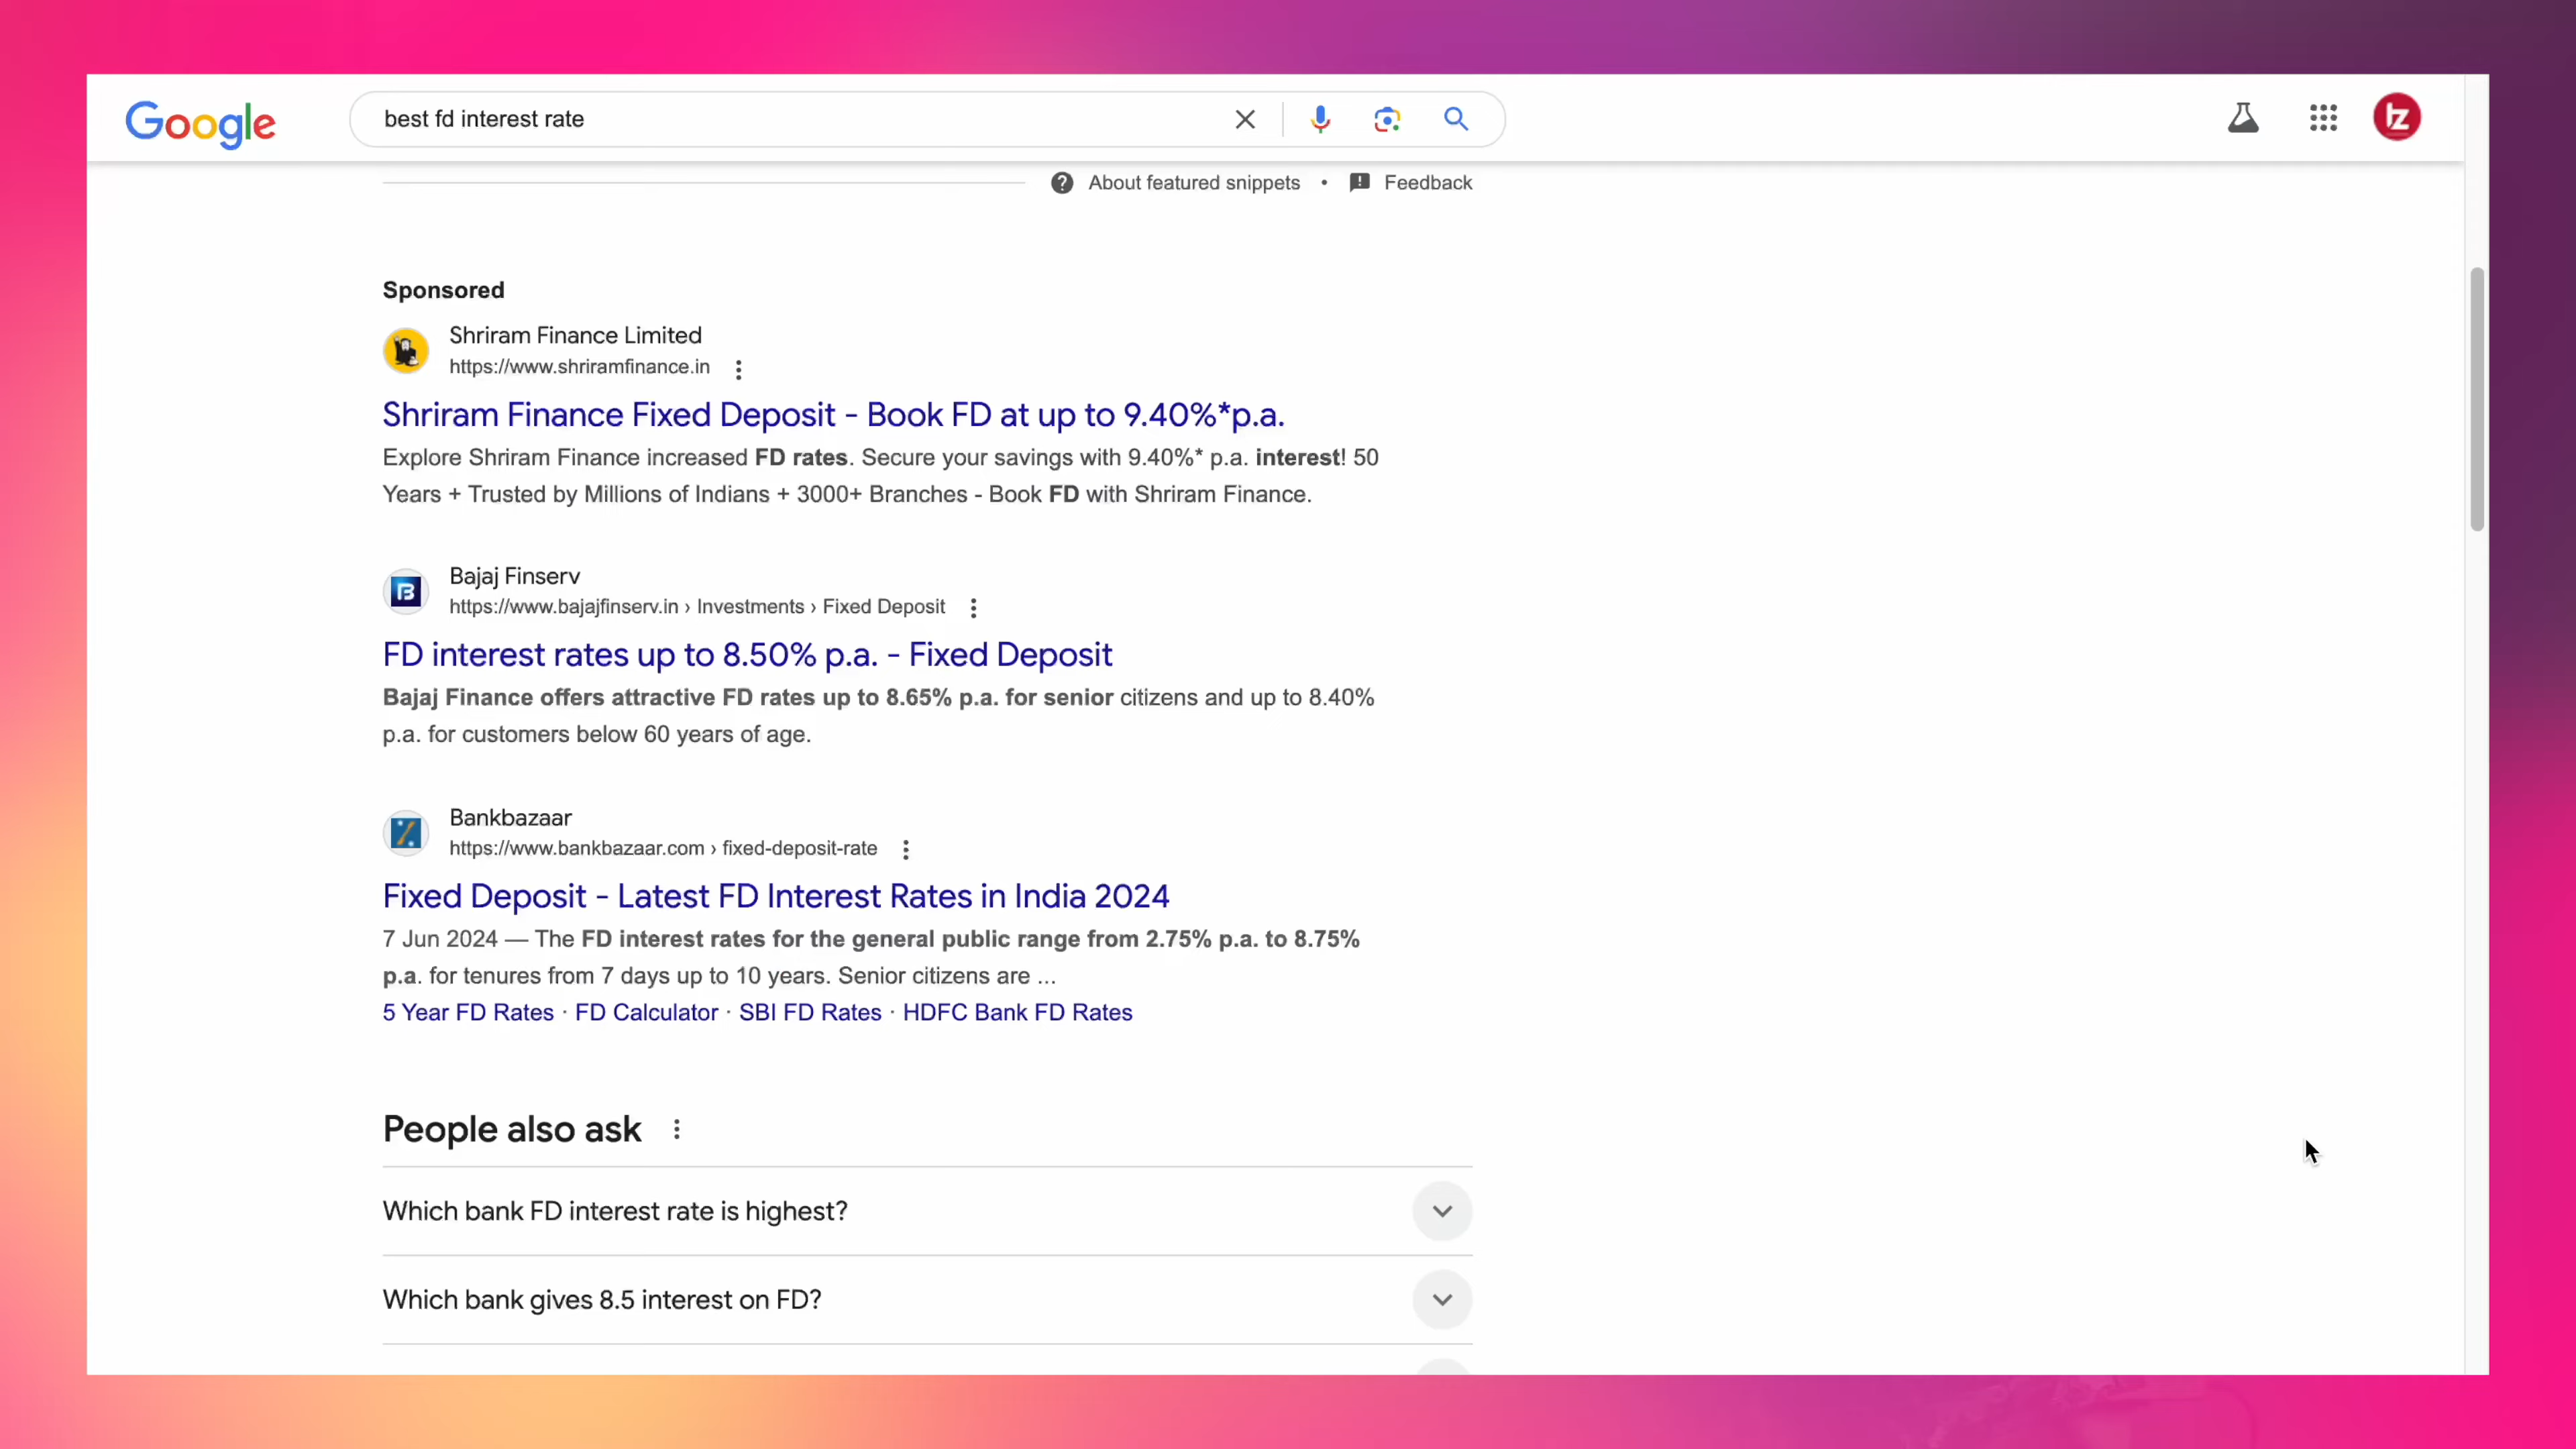 Google
best fd interest rate
About featured snippets • Feedback
Sponsored
Shriram Finance Limited
https://www.shriramfinance.in
Shriram Finance Fixed Deposit - Book FD at up to 9.40%*p.a.
Explore Shriram Finance increased FD rates. Secure your savings with 9.40%* p.a. interest! 50
Years + Trusted by Millions of Indians + 3000+ Branches - Book FD with Shriram Finance.
Bajaj Finserv
https://www.bajajfinserv.in › Investments › Fixed Deposit
FD interest rates up to 8.50% p.a. - Fixed Deposit
Bajaj Finance offers attractive FD rates up to 8.65% p.a. for senior citizens and up to 8.40%
p.a. for customers below 60 years of age.
Bankbazaar
https://www.bankbazaar.com › fixed-deposit-rate
Fixed Deposit - Latest FD Interest Rates in India 2024
7 Jun 2024 — The FD interest rates for the general public range from 2.75% p.a. to 8.75%
p.a. for tenures from 7 days up to 10 years. Senior citizens are ...
5 Year FD Rates · FD Calculator · SBI FD Rates · HDFC Bank FD Rates
People also ask
Which bank FD interest rate is highest?
Which bank gives 8.5 interest on FD?